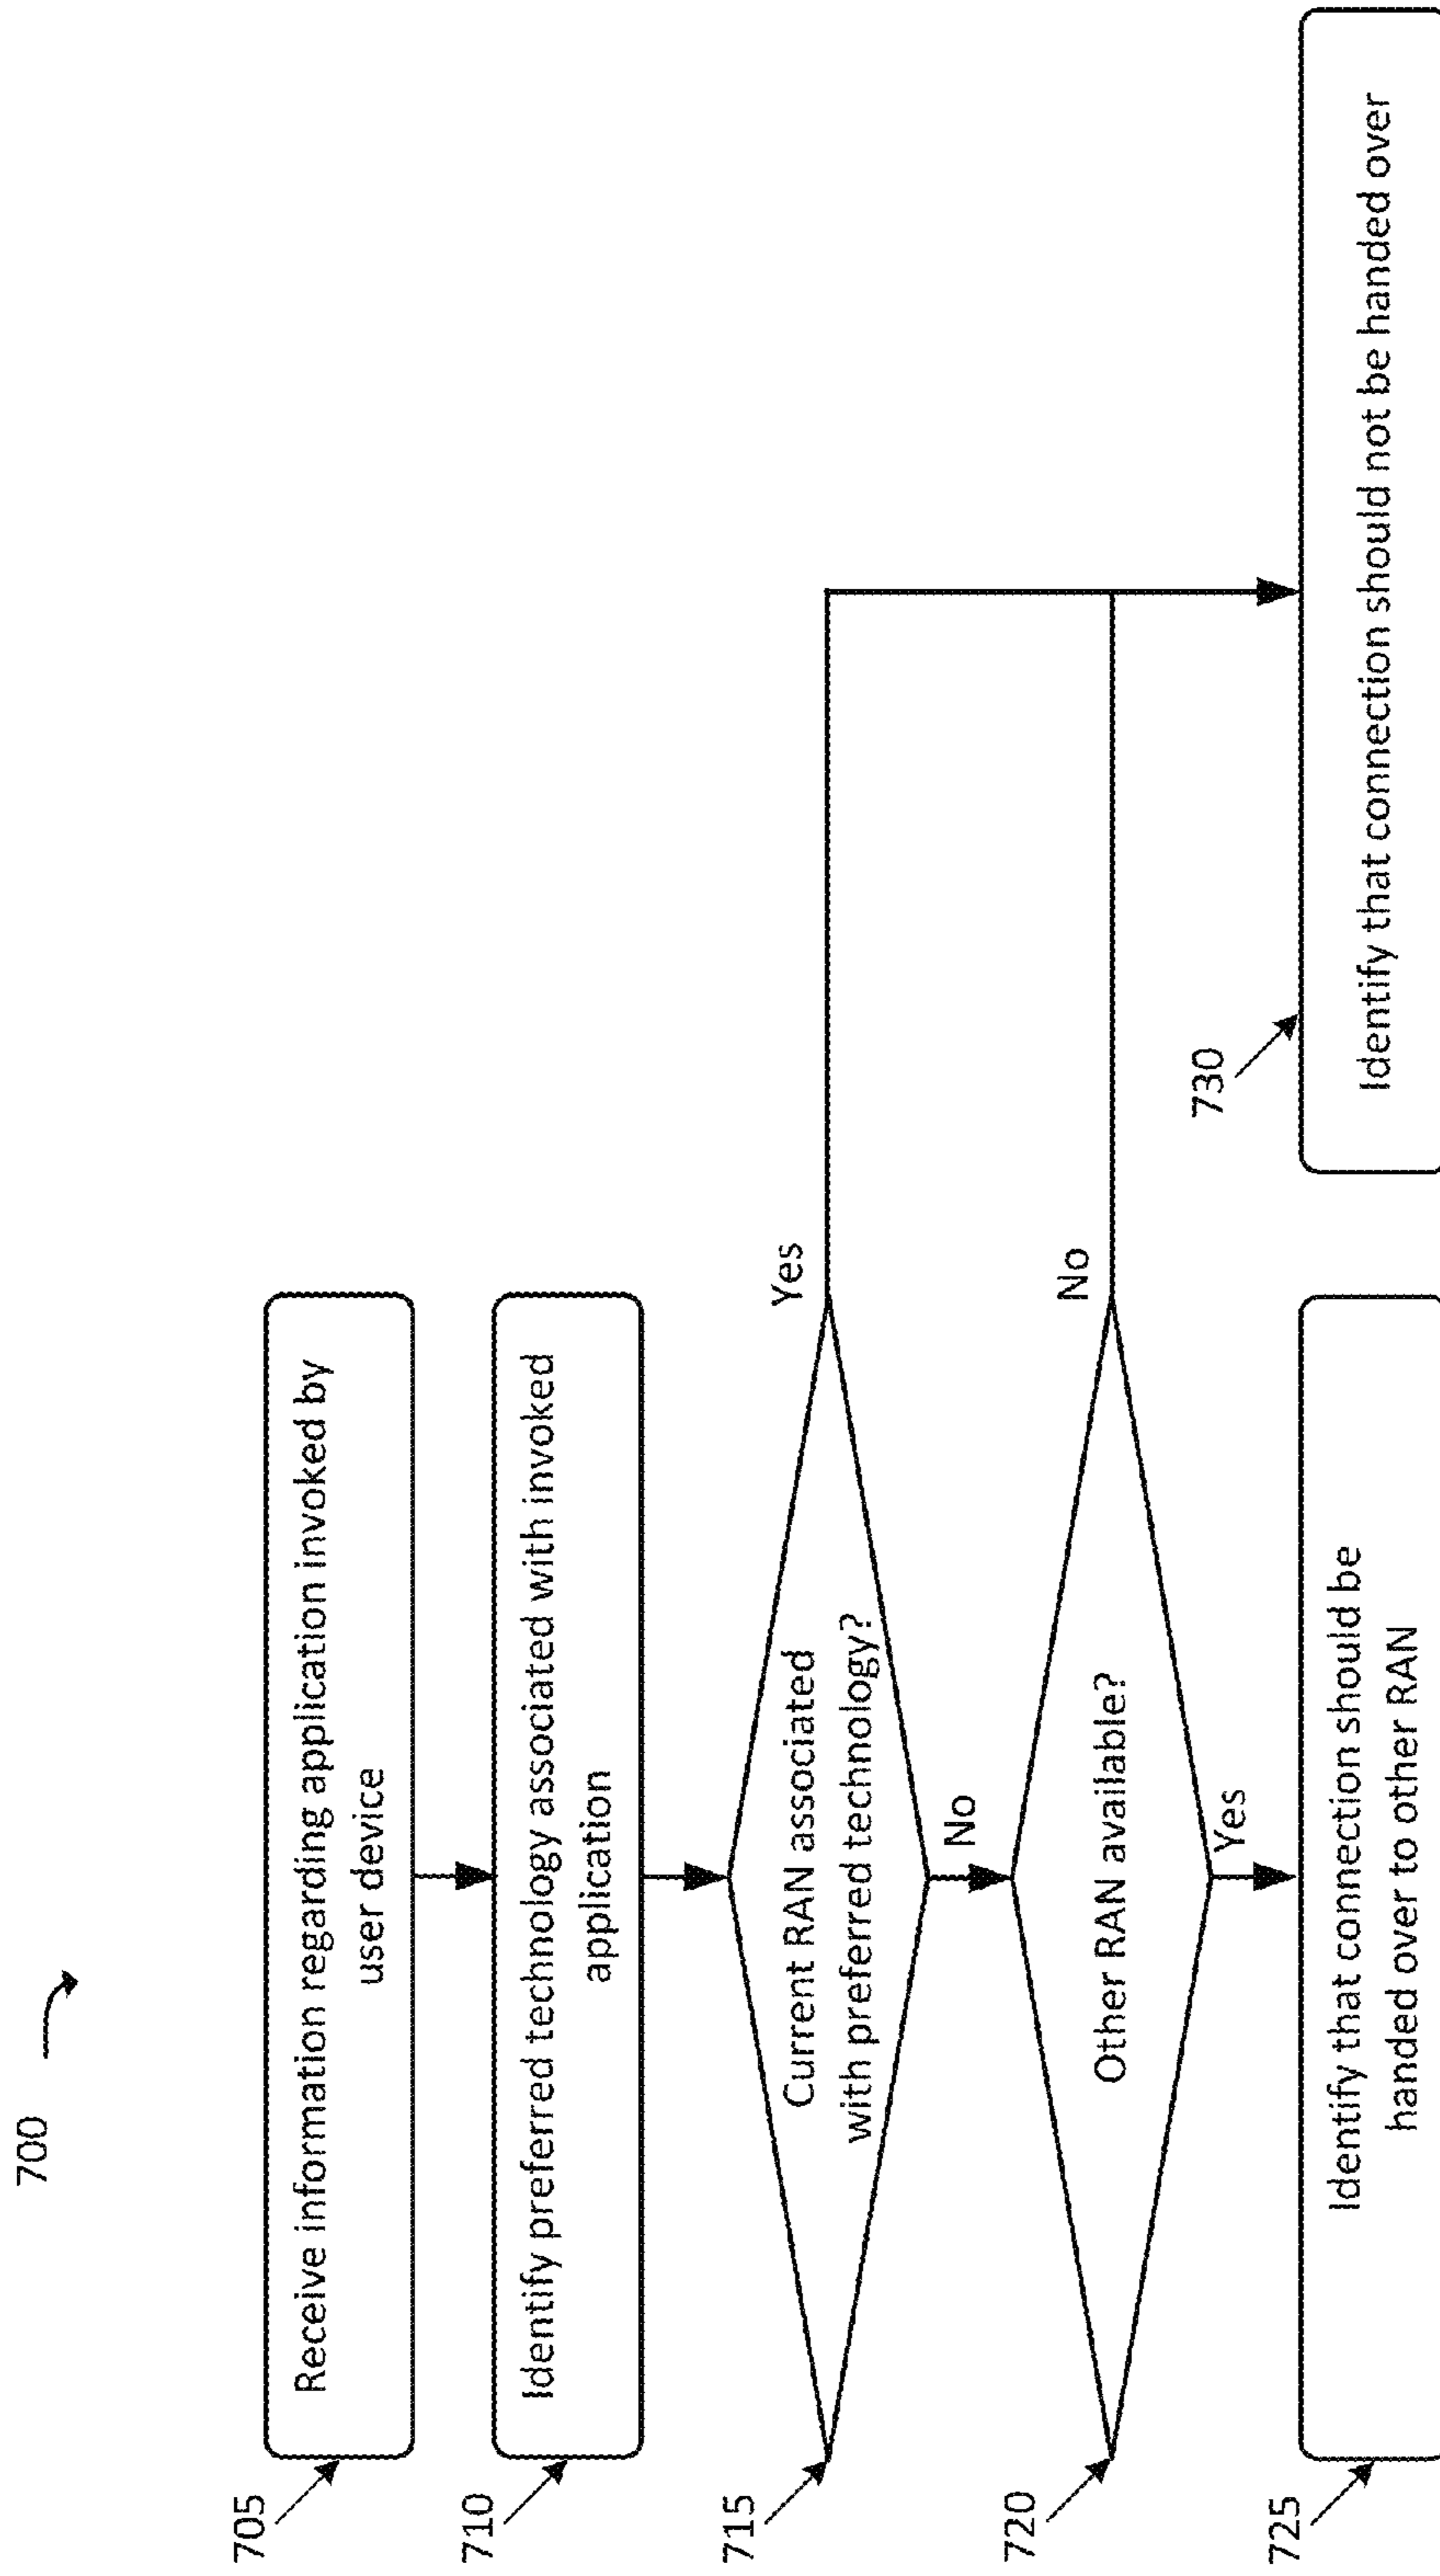 700
705
Receive information regarding application invoked by
user device
710
Identify preferred technology associated with invoked
application
715
Current RAN associated
with preferred technology?
Yes
No
720
Other RAN available?
No
Yes
725
Identify that connection should be
handed over to other RAN
730
Identify that connection should not be handed over